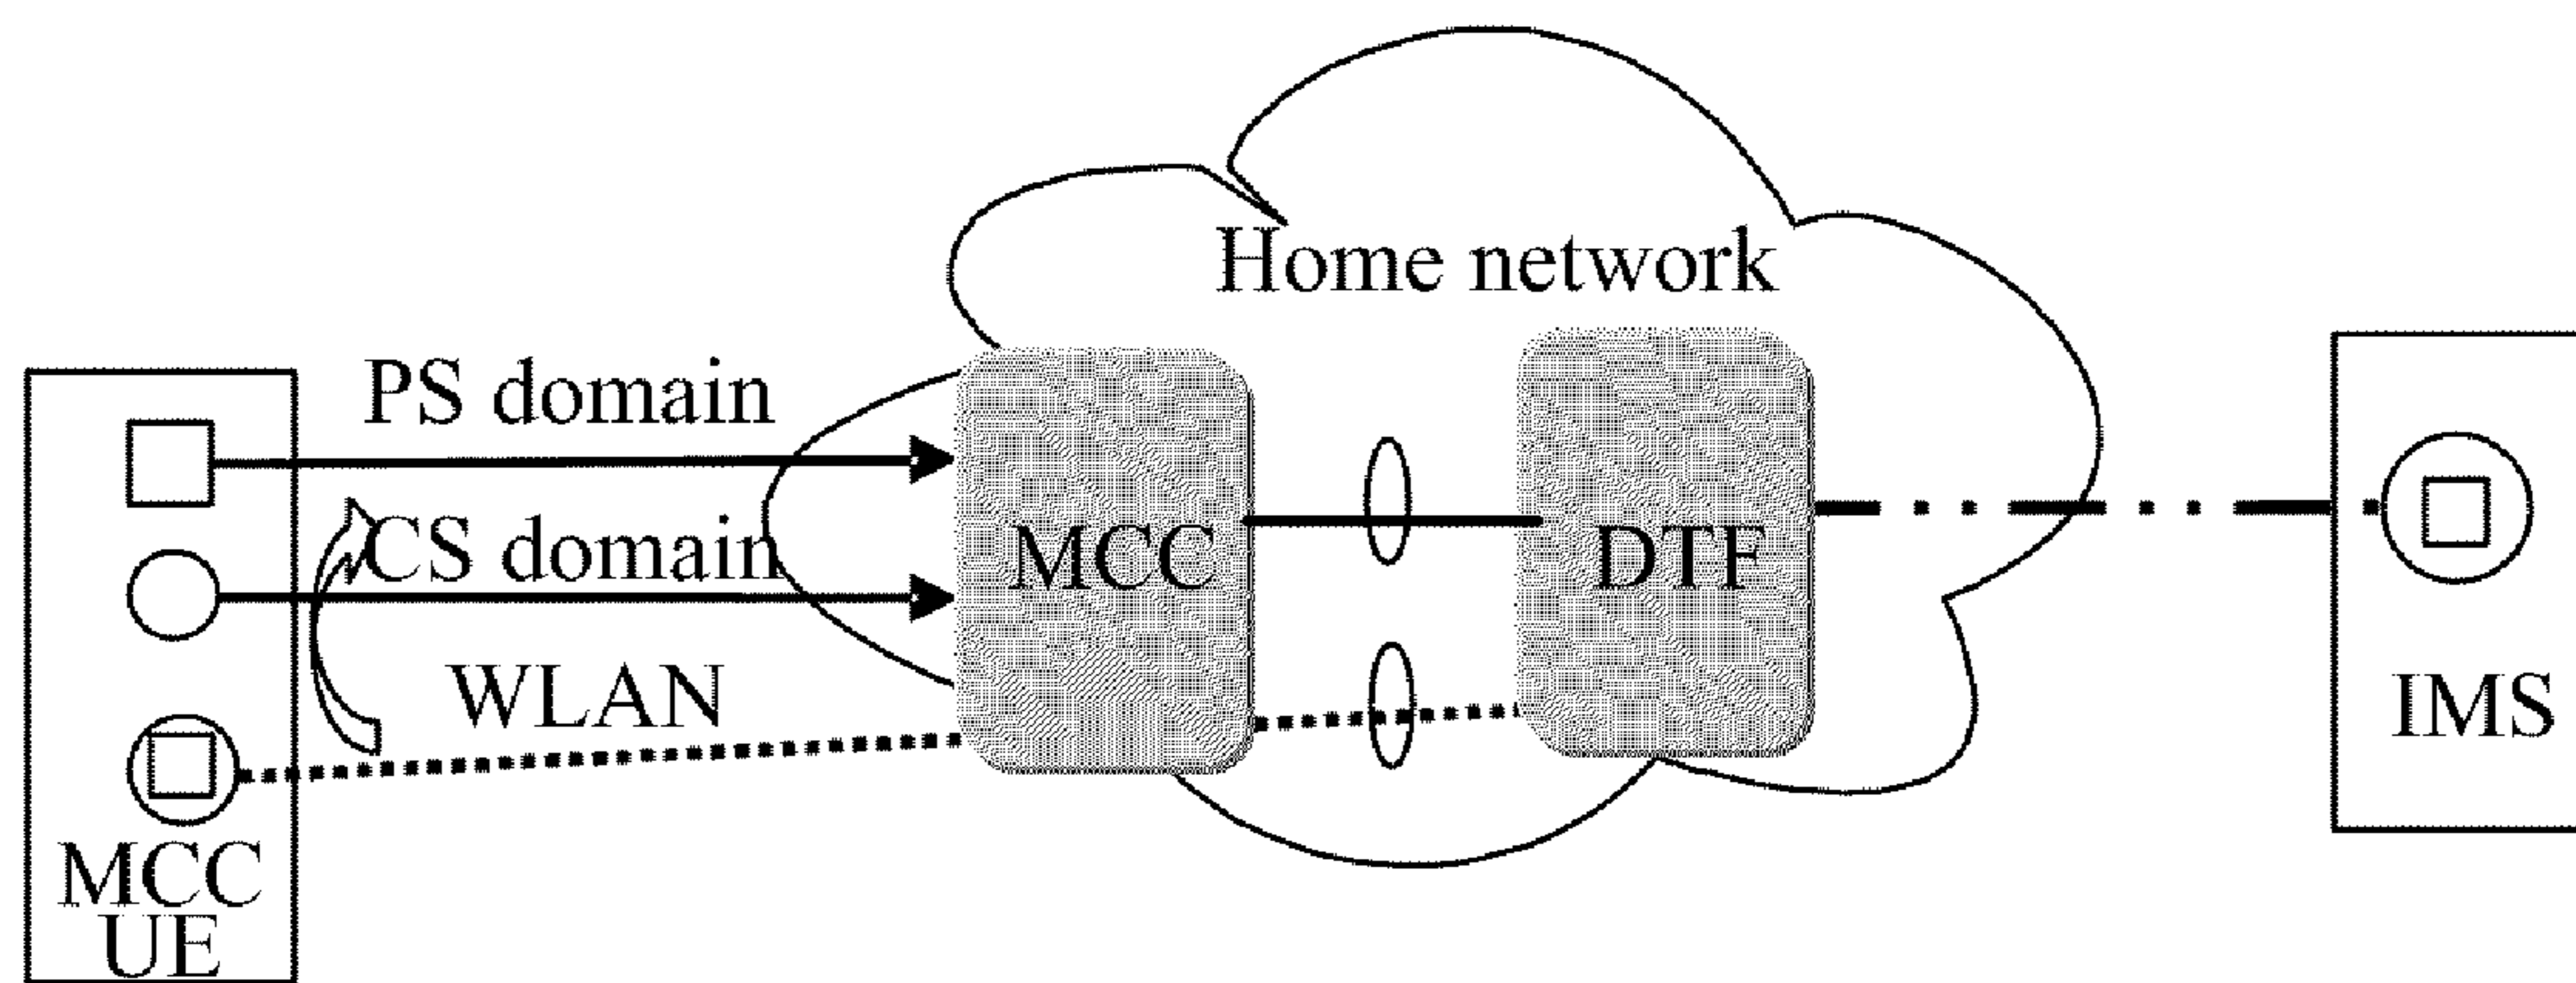 Home network
PS domain
CS domain
MCC
DTF
WLAN
IMS
MCC
UE